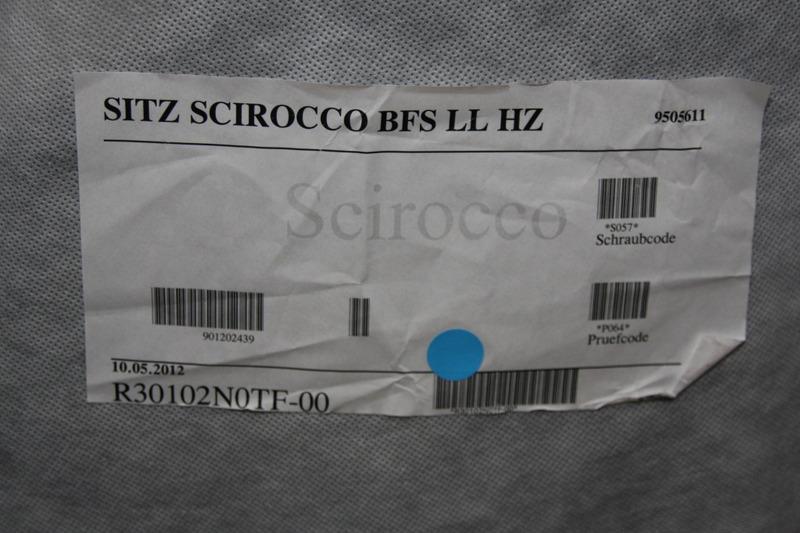 SITZ SCIROCCO BFS LL HZ
9505611
Scirocco
*S057*
Schraubcode
901202439
*P064*
Pruefcode
10.05.2012
R30102N0TF-00